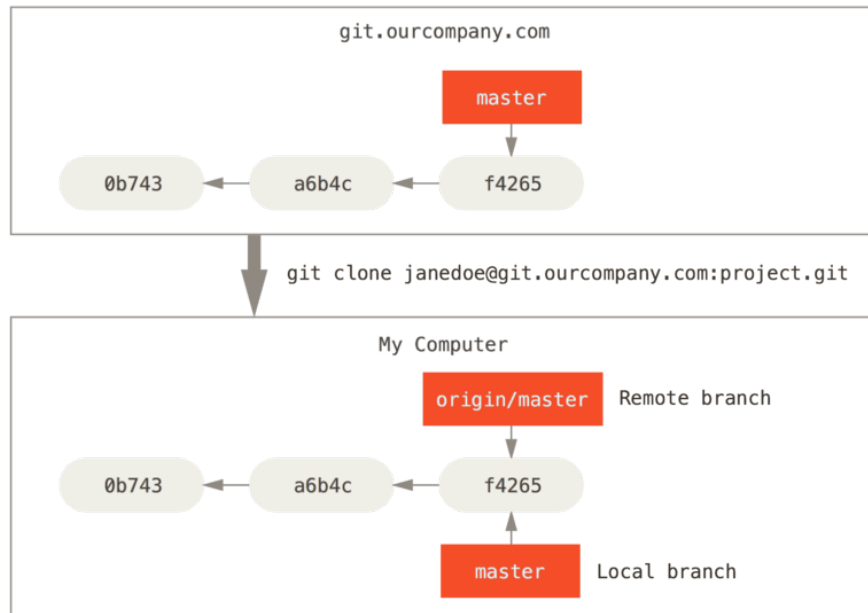 git.ourcompany.com
master
0b743
a6b4c
f4265
git clone janedoe@git.ourcompany.com:project.git
My Computer
origin/master
Remote branch
0b743
a6b4c
f4265
master
Local branch